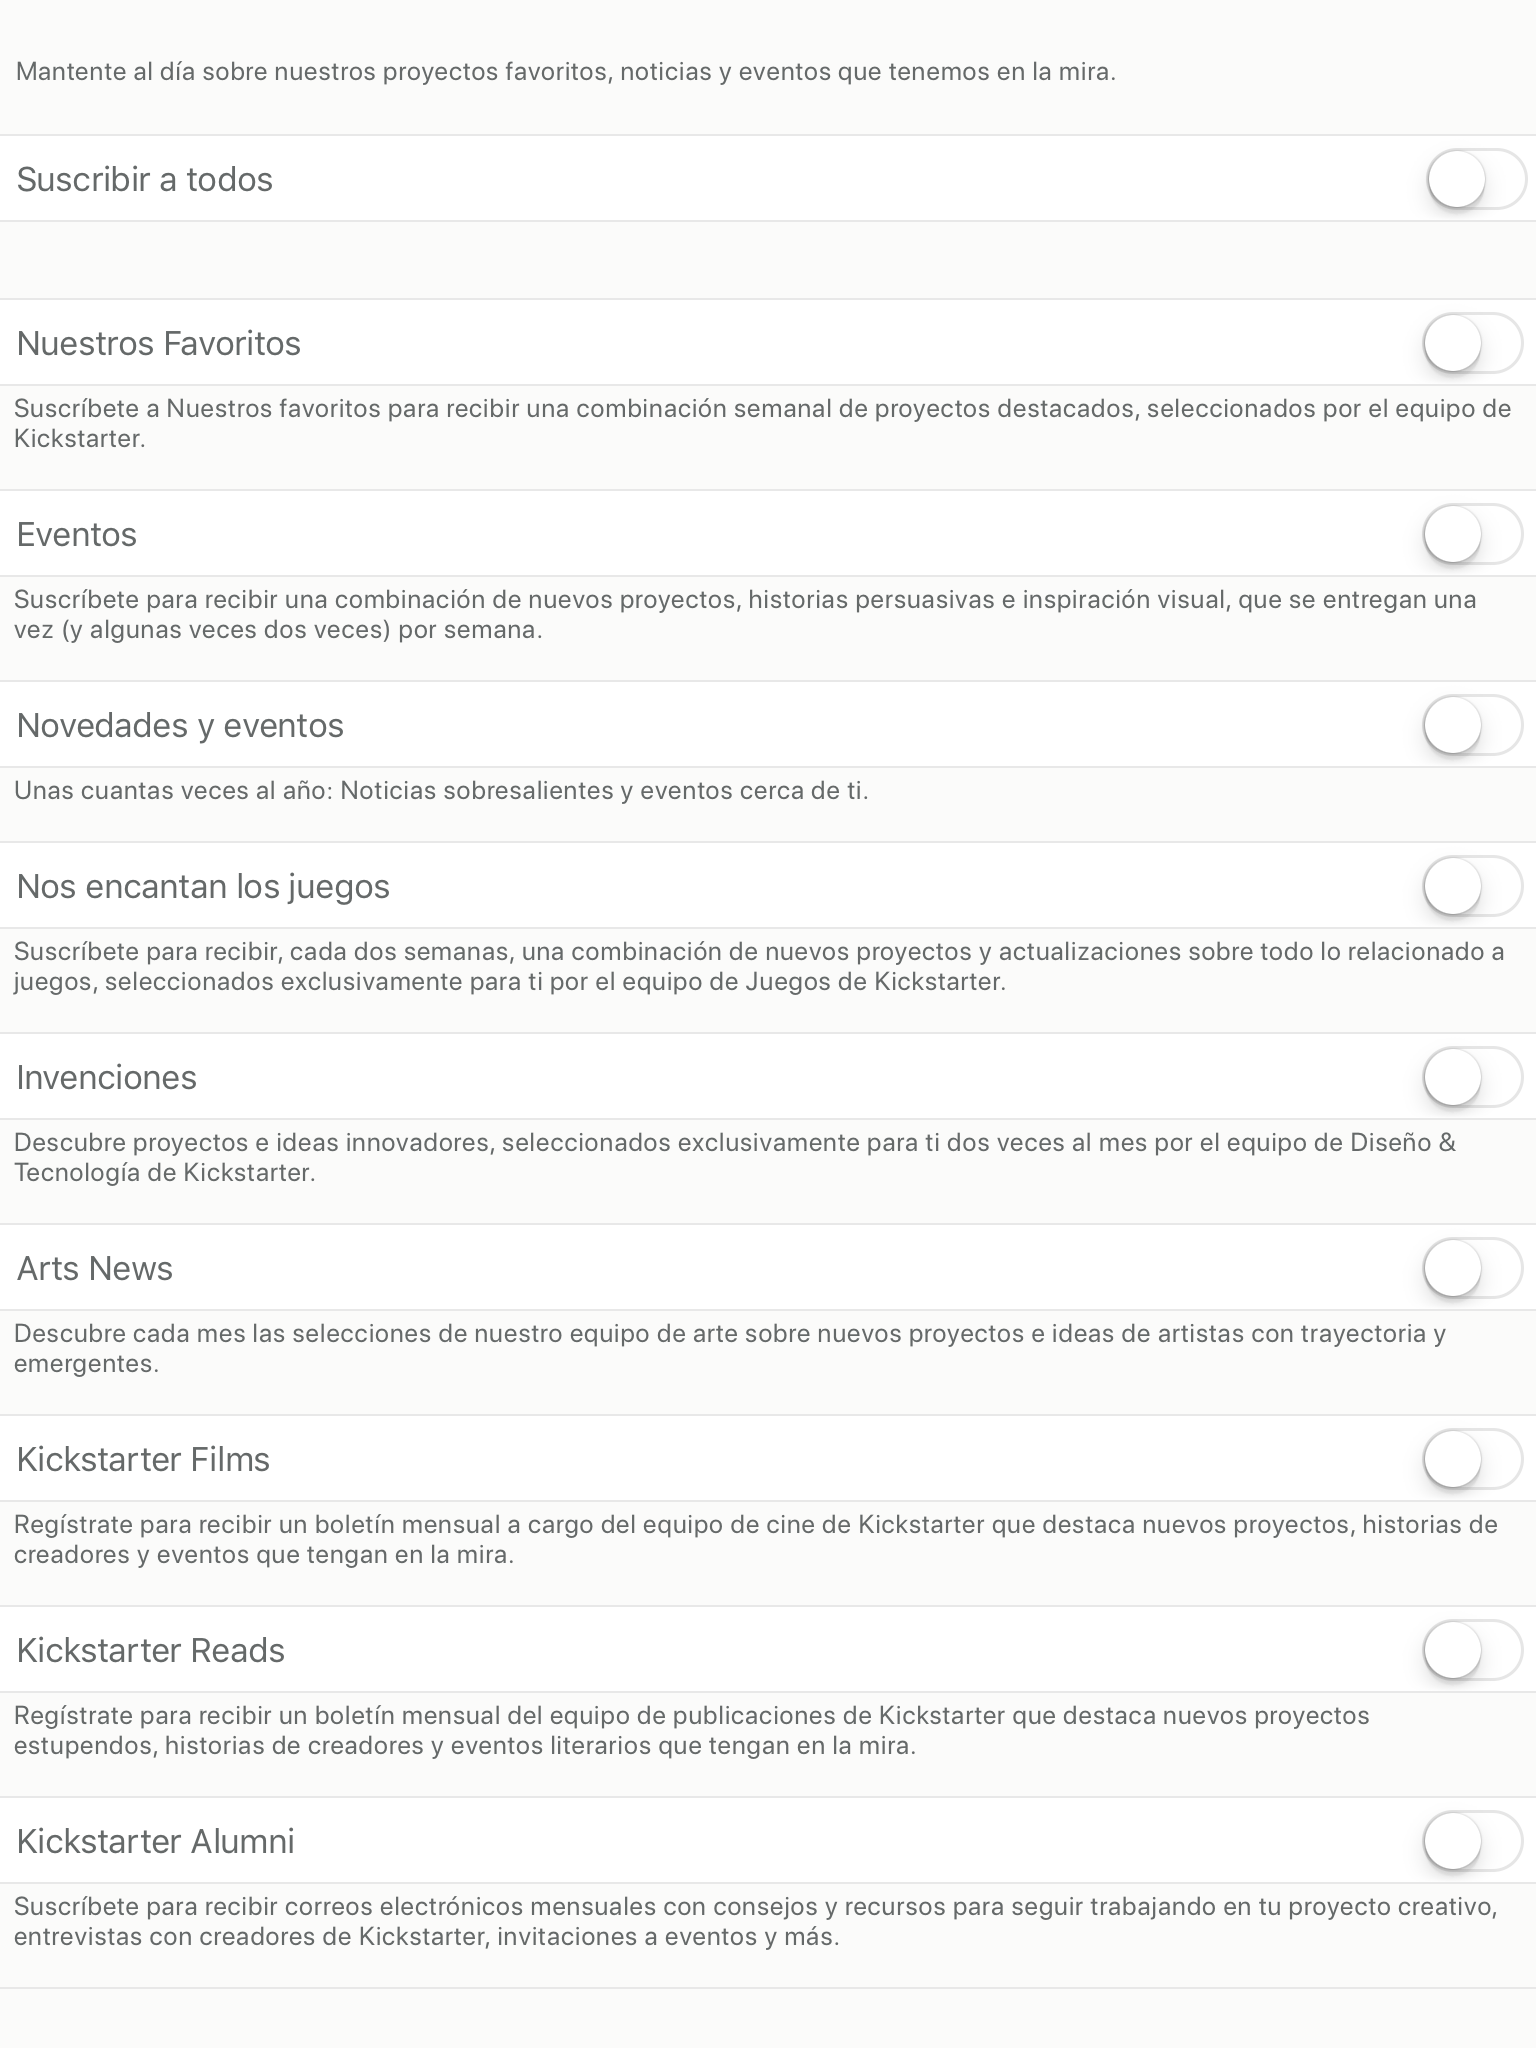 Mantente al día sobre nuestros proyectos favoritos, noticias y eventos que tenemos en la mira.
Suscribir a todos
Nuestros Favoritos
Suscríbete a Nuestros favoritos para recibir una combinación semanal de proyectos destacados, seleccionados por el equipo de
Kickstarter.
Eventos
Suscríbete para recibir una combinación de nuevos proyectos, historias persuasivas e inspiración visual, que se entregan una
vez (y algunas veces dos veces) por semana.
Novedades y eventos
Unas cuantas veces al año: Noticias sobresalientes y eventos cerca de ti.
Nos encantan los juegos
Suscríbete para recibir, cada dos semanas, una combinación de nuevos proyectos y actualizaciones sobre todo lo relacionado a
juegos, seleccionados exclusivamente para ti por el equipo de Juegos de Kickstarter.
Invenciones
Descubre proyectos e ideas innovadores, seleccionados exclusivamente para ti dos veces al mes por el equipo de Diseño &
Tecnología de Kickstarter.
Arts News
Descubre cada mes las selecciones de nuestro equipo de arte sobre nuevos proyectos e ideas de artistas con trayectoria y
emergentes.
Kickstarter Films
Regístrate para recibir un boletín mensual a cargo del equipo de cine de Kickstarter que destaca nuevos proyectos, historias de
creadores y eventos que tengan en la mira.
Kickstarter Reads
Regístrate para recibir un boletín mensual del equipo de publicaciones de Kickstarter que destaca nuevos proyectos
estupendos, historias de creadores y eventos literarios que tengan en la mira.
Kickstarter Alumni
Suscríbete para recibir correos electrónicos mensuales con consejos y recursos para seguir trabajando en tu proyecto creativo,
entrevistas con creadores de Kickstarter, invitaciones a eventos y más.